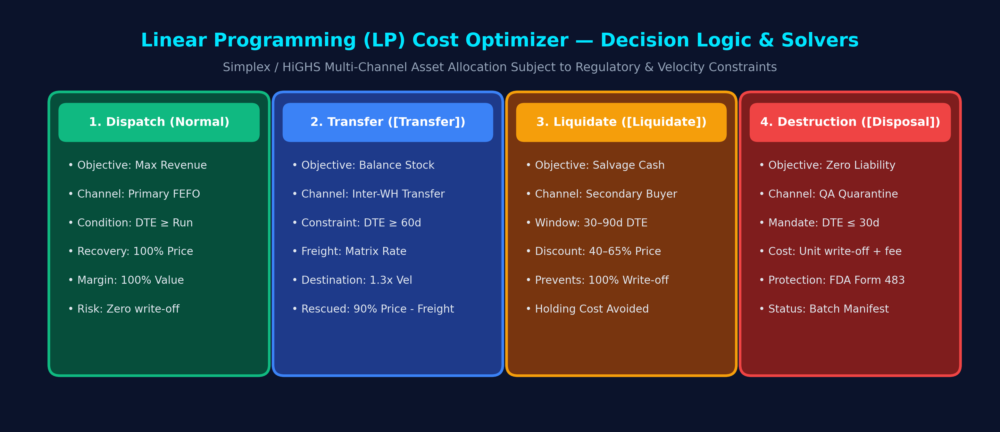 Linear Programming (LP) Cost Optimizer — Decision Logic & Solvers
Simplex / HiGHS Multi-Channel Asset Allocation Subject to Regulatory & Velocity Constraints
1. Dispatch (Normal)
• Objective: Max Revenue
• Channel: Primary FEFO
• Condition: DTE ≥ Run
• Recovery: 100% Price
• Margin: 100% Value
• Risk: Zero write-off
2. Transfer ([Transfer])
• Objective: Balance Stock
• Channel: Inter-WH Transfer
• Constraint: DTE ≥ 60d
• Freight: Matrix Rate
• Destination: 1.3x Vel
• Rescued: 90% Price - Freight
3. Liquidate ([Liquidate])
• Objective: Salvage Cash
• Channel: Secondary Buyer
• Window: 30–90d DTE
• Discount: 40–65% Price
• Prevents: 100% Write-off
• Holding Cost Avoided
4. Destruction ([Disposal])
• Objective: Zero Liability
• Channel: QA Quarantine
• Mandate: DTE ≤ 30d
• Cost: Unit write-off + fee
• Protection: FDA Form 483
• Status: Batch Manifest